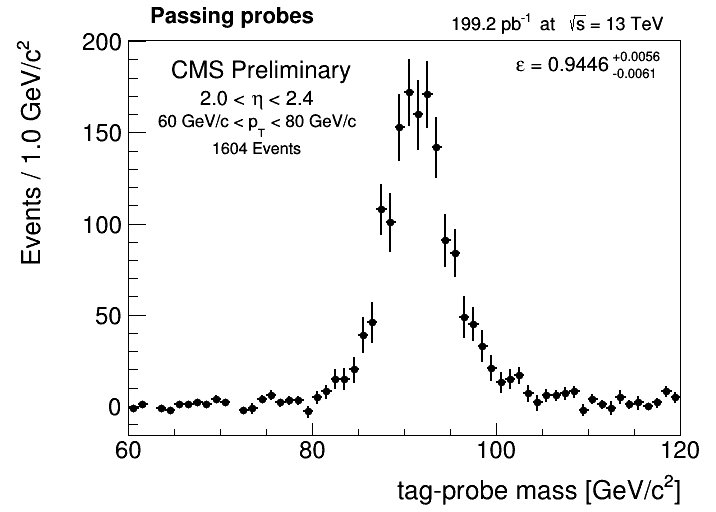 Passing probes
199.2 pb⁻¹ at √s = 13 TeV
CMS Preliminary
2.0 < η < 2.4
60 GeV/c < p_T < 80 GeV/c
1604 Events
ε = 0.9446 +0.0056 -0.0061
Events / 1.0 GeV/c²
200
150
100
50
0
60 80 100 120
tag-probe mass [GeV/c²]